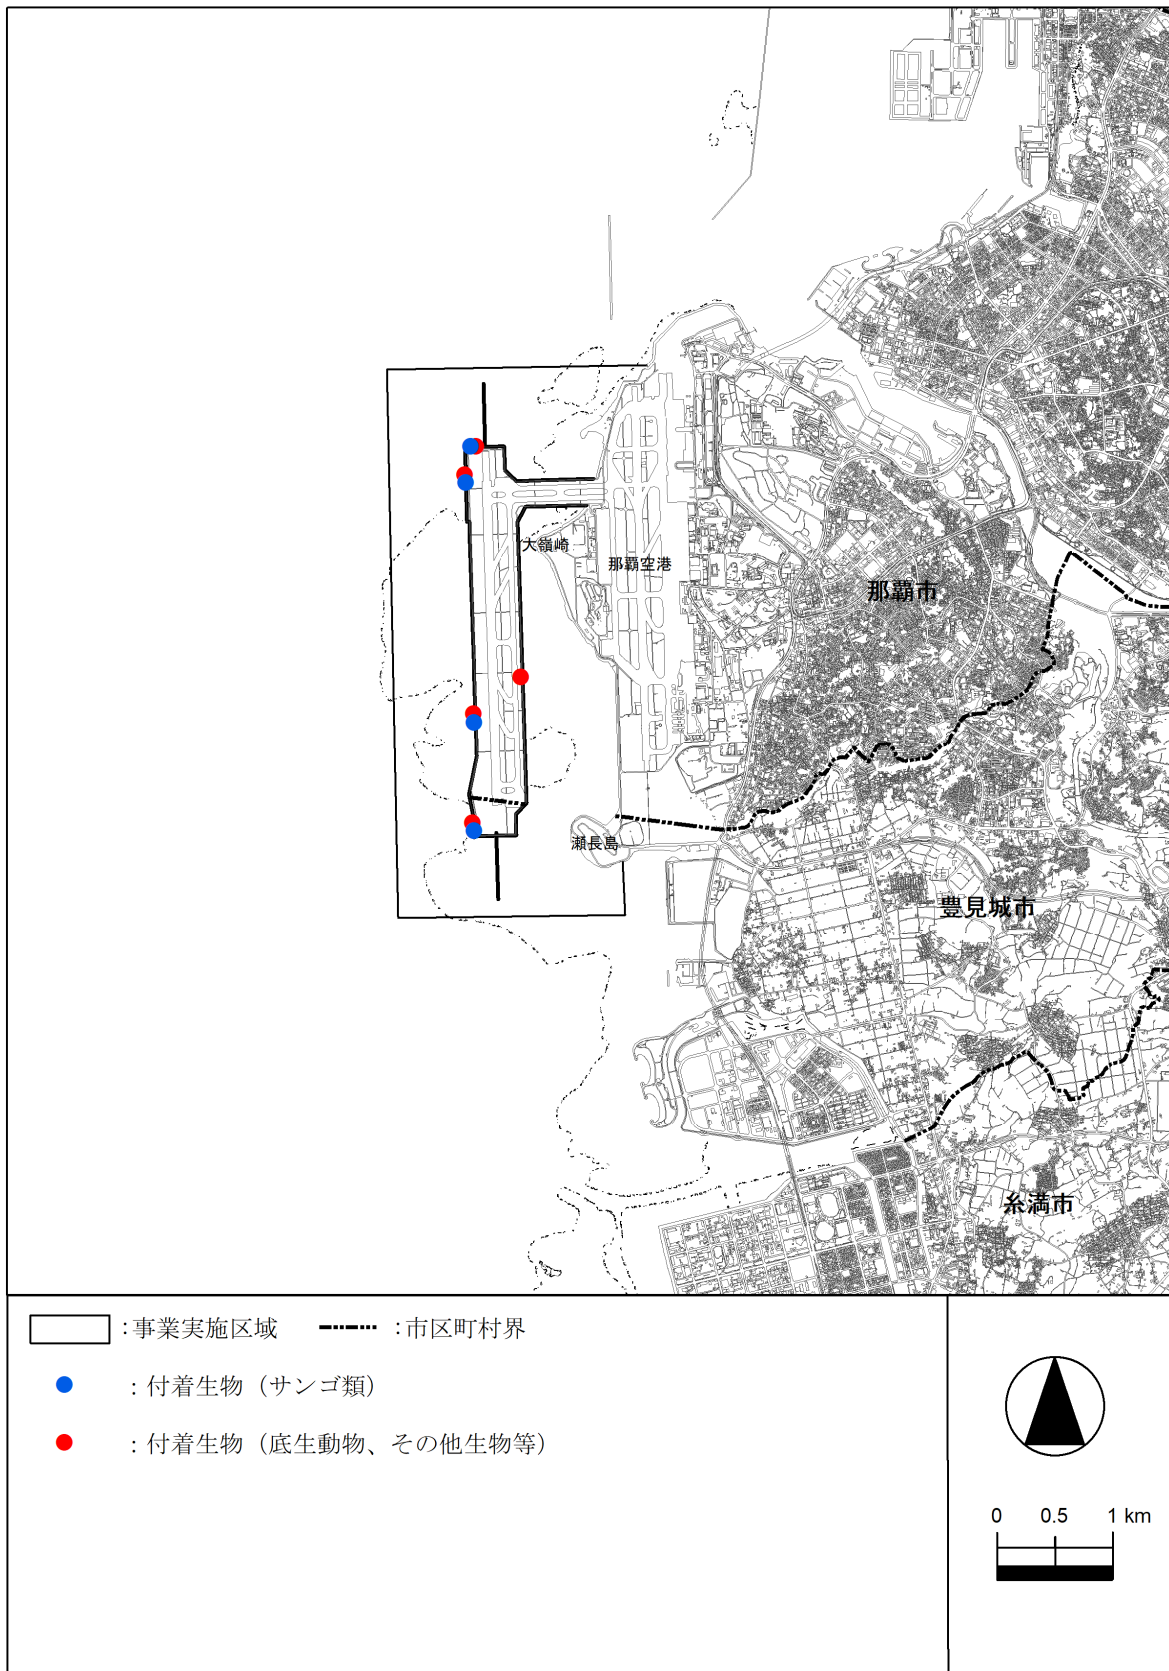 大嶺崎
那覇空港
那覇市
瀬長島
豊見城市
糸満市
：事業実施区域
：市区町村界
：付着生物（サンゴ類）
：付着生物（底生動物、その他生物等）
0 0.5 1 km